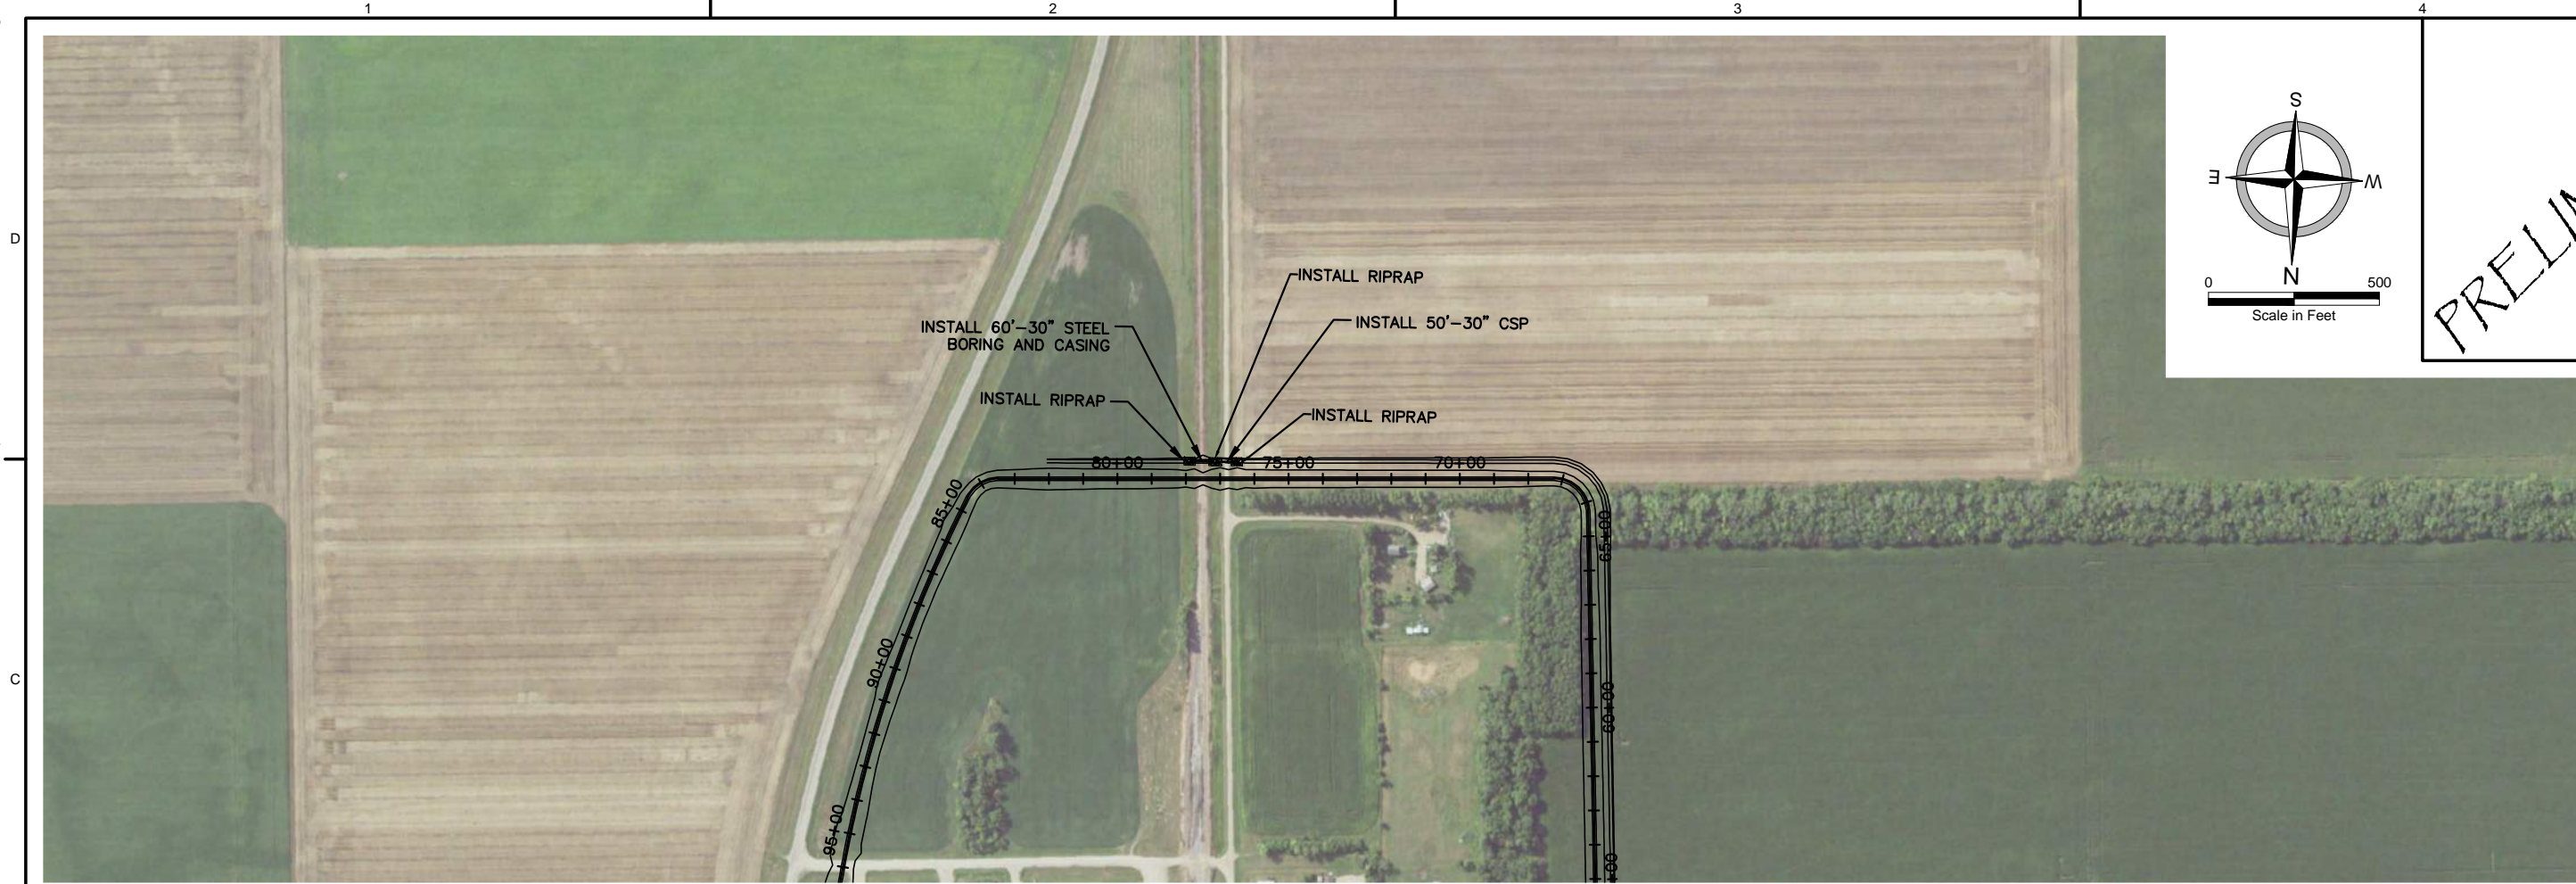 1
2
3
4
D
C
S
E
W
N
0
500
Scale in Feet
INSTALL RIPRAP
INSTALL 60'-30" STEEL
BORING AND CASING
INSTALL 50'-30" CSP
INSTALL RIPRAP
INSTALL RIPRAP
80+00
75+00
70+00
85+00
65+00
90+00
60+00
95+00